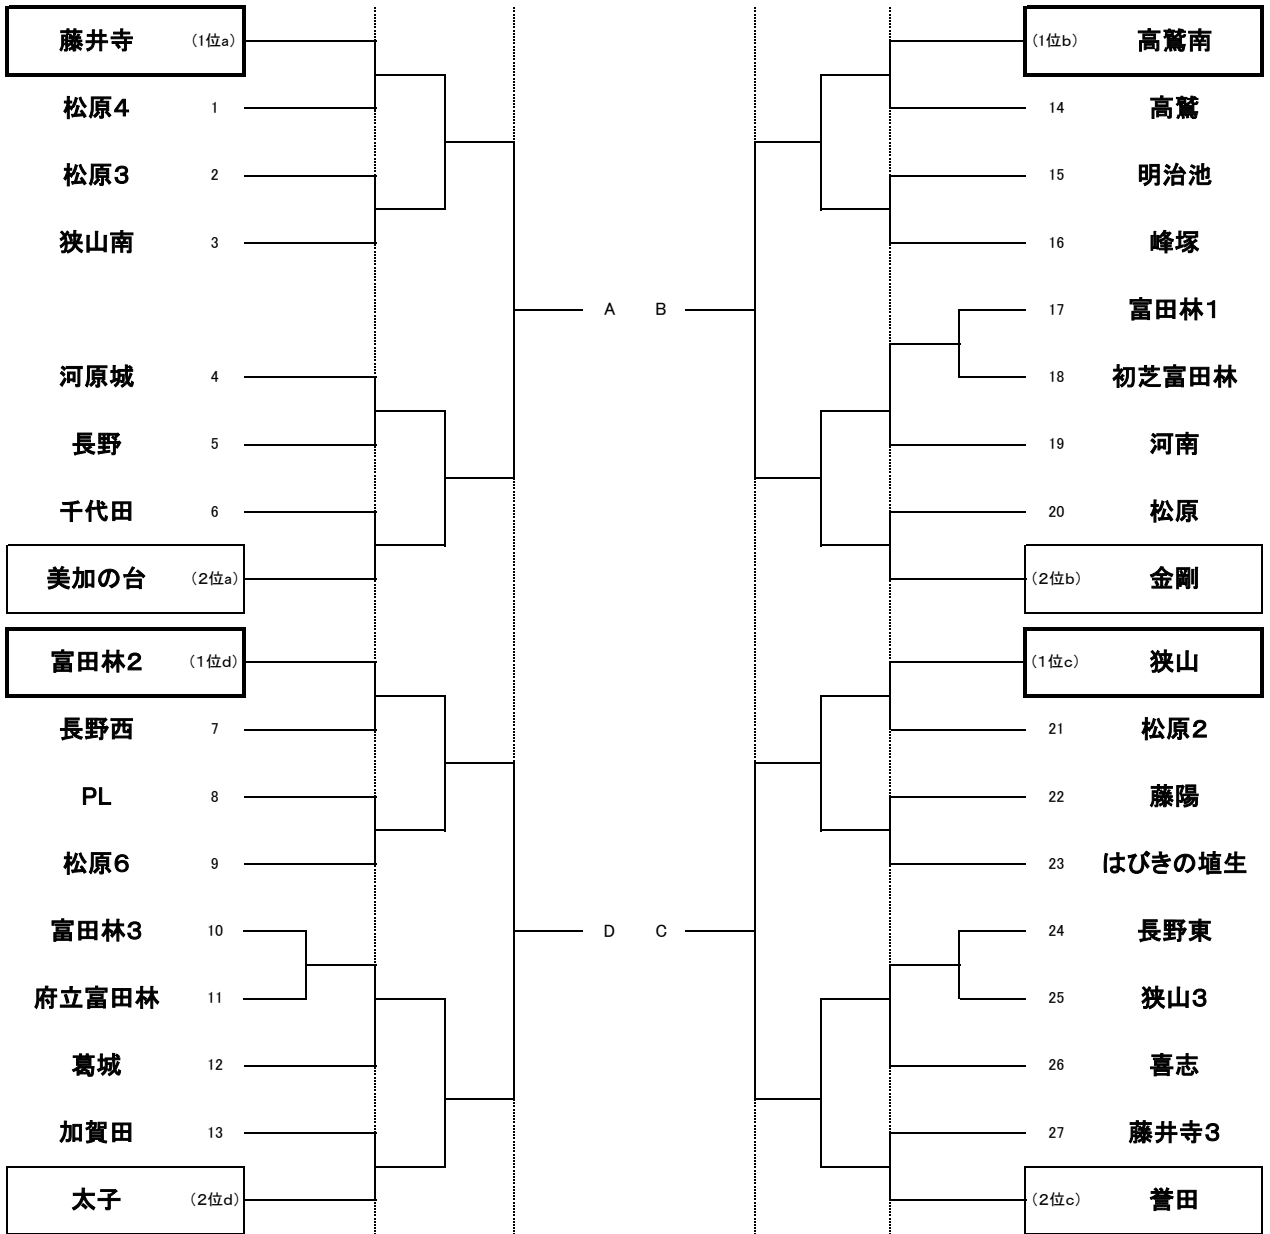 藤井寺 (1位a)
松原4 1
松原3 2
狭山南 3
河原城 4
長野 5
千代田 6
美加の台 (2位a)
富田林2 (1位d)
長野西 7
PL 8
松原6 9
富田林3 10
府立富田林 11
葛城 12
加賀田 13
太子 (2位d)
A B
D C
(1位b) 高鷲南
14 高鷲
15 明治池
16 峰塚
17 富田林1
18 初芝富田林
19 河南
20 松原
(2位b) 金剛
(1位c) 狭山
21 松原2
22 藤陽
23 はびきの埴生
24 長野東
25 狭山3
26 喜志
27 藤井寺3
(2位c) 誉田